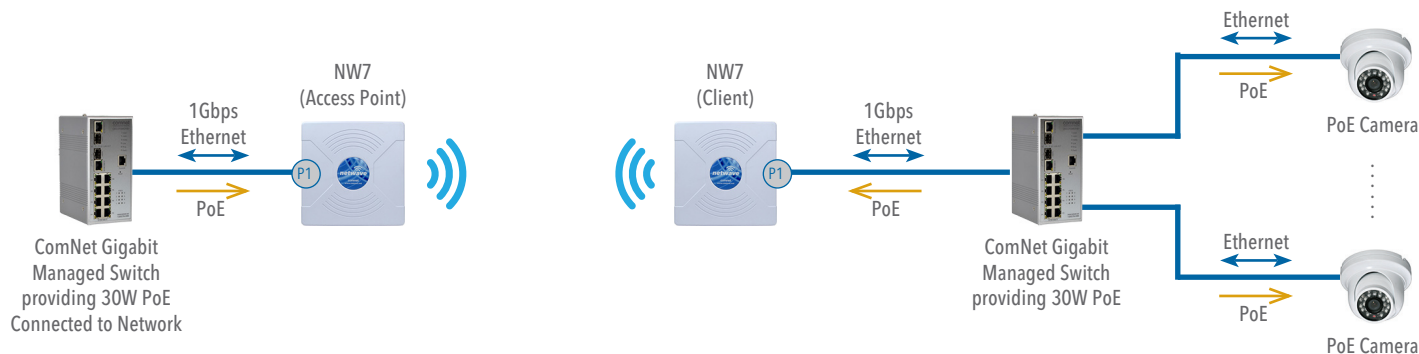 NW7
(Access Point)
1Gbps
Ethernet
P1
PoE
netwave
ComNet Gigabit
Managed Switch
providing 30W PoE
Connected to Network
NW7
(Client)
1Gbps
Ethernet
P1
PoE
netwave
ComNet Gigabit
Managed Switch
providing 30W PoE
Ethernet
PoE
PoE Camera
Ethernet
PoE
PoE Camera